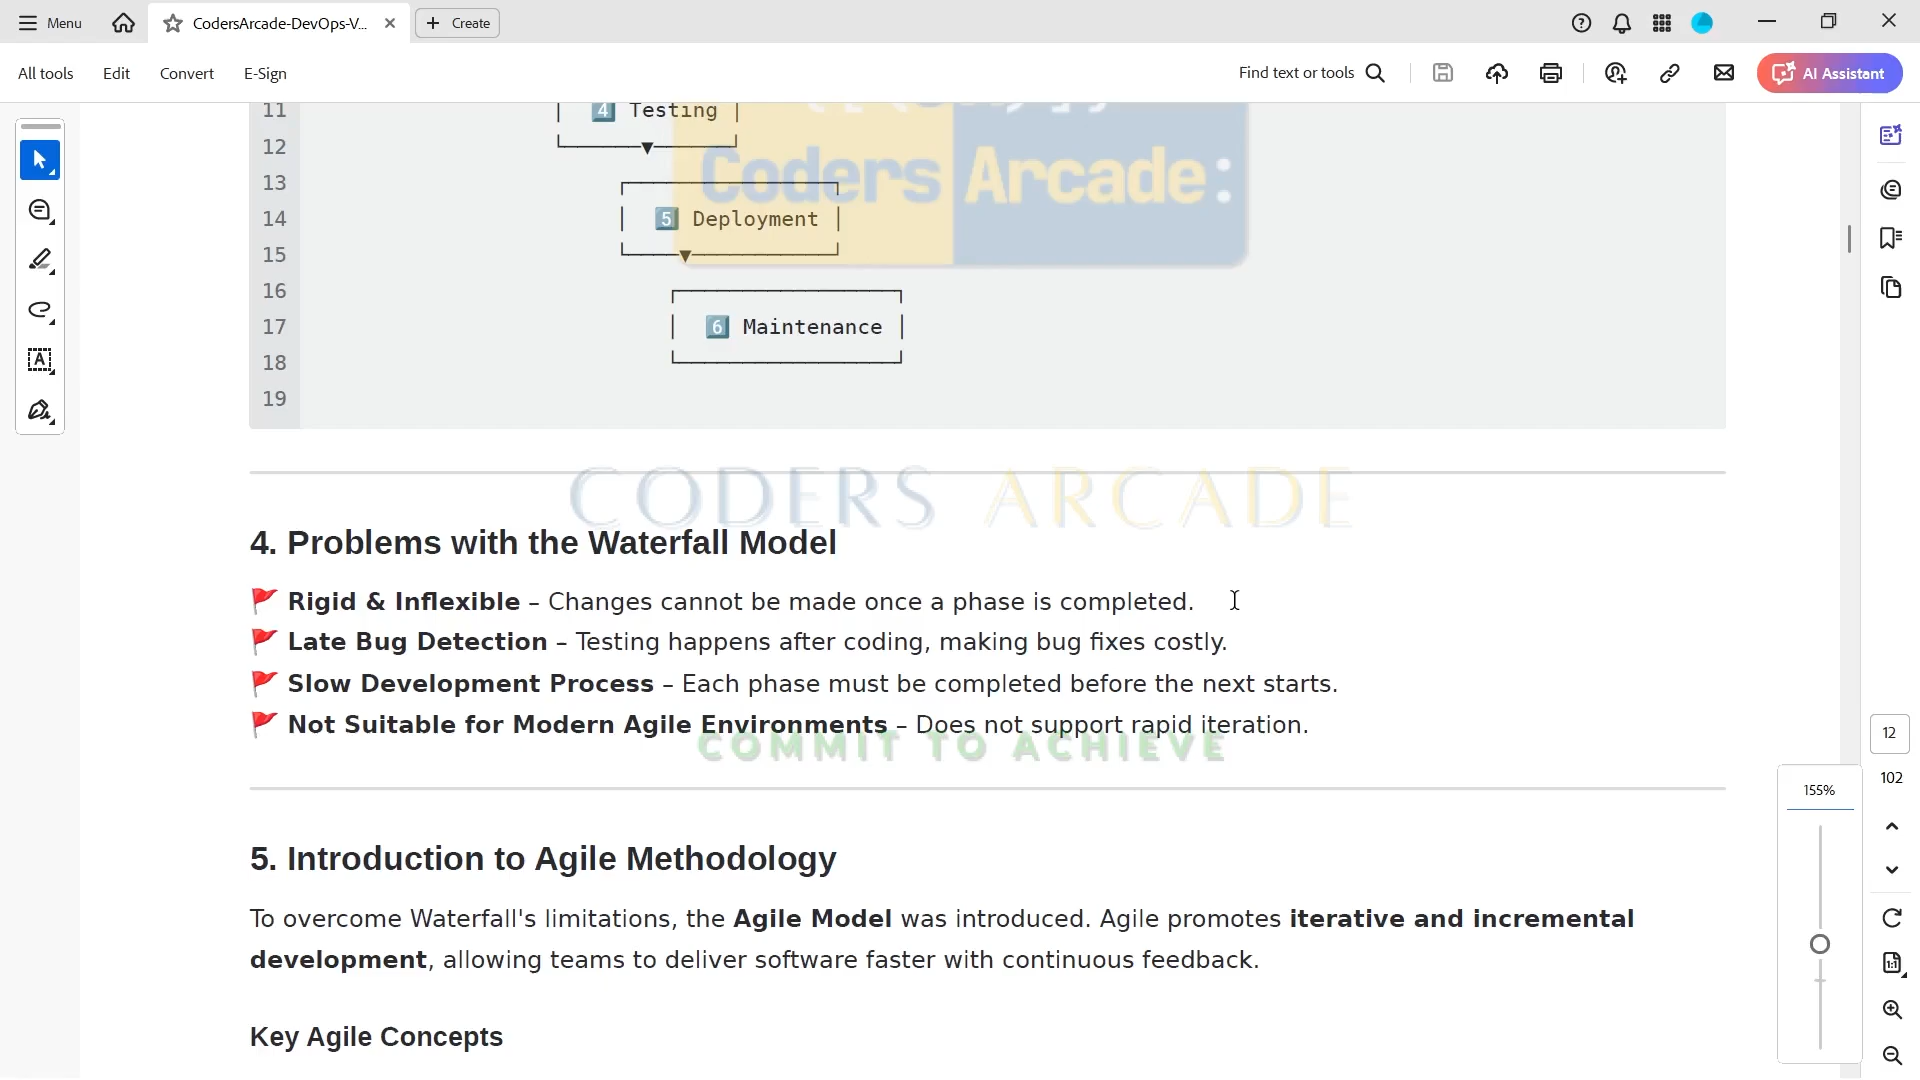 Menu
CodersArcade-DevOps-V...
Create
All tools
Edit
Convert
E-Sign
Find text or tools
AI Assistant
11 4 Testing
12
Coders Arcade:
13
14 5 Deployment
15
16
17 6 Maintenance
18
19
CODERS ARCADE
4. Problems with the Waterfall Model
Rigid & Inflexible – Changes cannot be made once a phase is completed.
Late Bug Detection – Testing happens after coding, making bug fixes costly.
Slow Development Process – Each phase must be completed before the next starts.
Not Suitable for Modern Agile Environments – Does not support rapid iteration.
COMMIT TO ACHIEVE
12
102
155%
5. Introduction to Agile Methodology
To overcome Waterfall's limitations, the Agile Model was introduced. Agile promotes iterative and incremental
development, allowing teams to deliver software faster with continuous feedback.
Key Agile Concepts